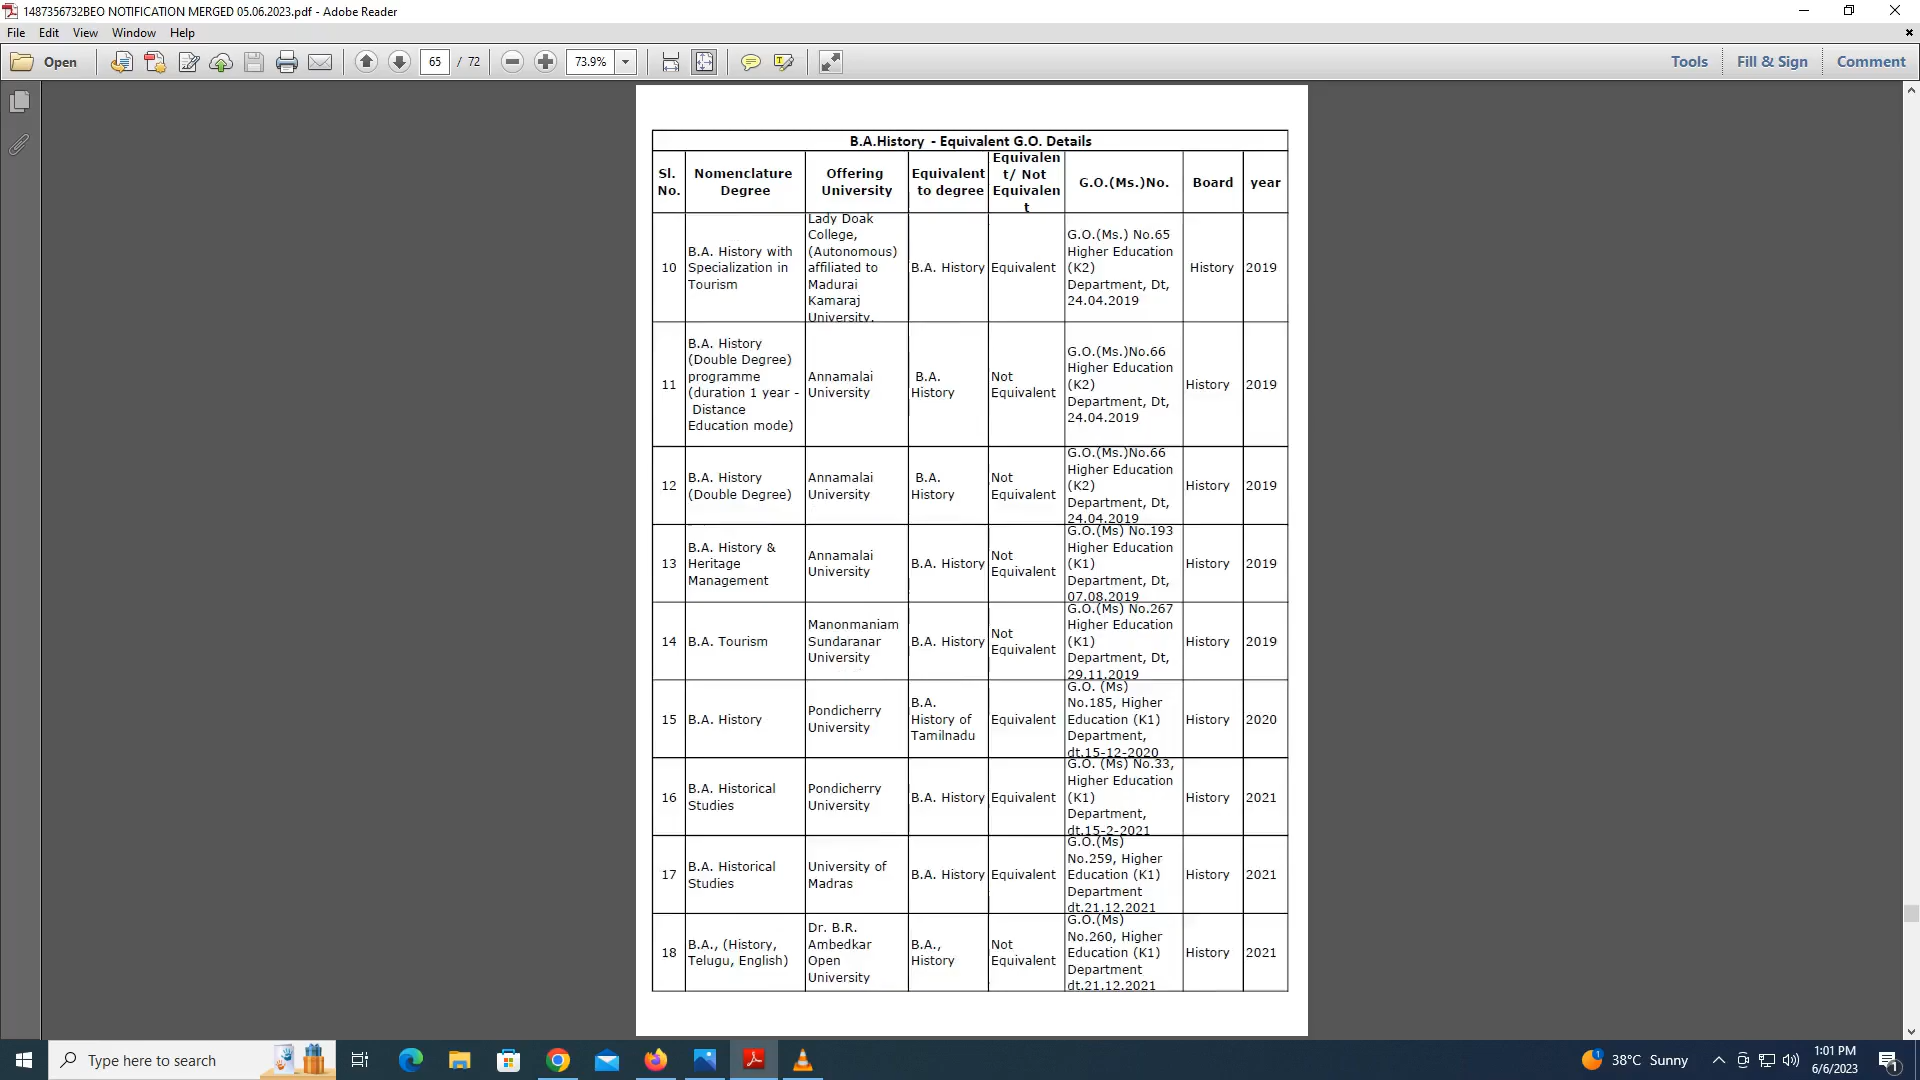 1487356732BEO NOTIFICATION MERGED 05.06.2023.pdf - Adobe Reader
File Edit View Window Help
Open 65 / 72 73.9% Tools Fill & Sign Comment
B.A.History - Equivalent G.O. Details
Sl. No.
Nomenclature Degree
Offering University
Equivalent to degree
Equivalen
t/ Not
Equivalen
t
G.O.(Ms.)No.
Board
year
10
B.A. History with
Specialization in
Tourism
Lady Doak
College,
(Autonomous)
affiliated to
Madurai
Kamaraj
University.
B.A. History
Equivalent
G.O.(Ms.) No.65
Higher Education
(K2)
Department, Dt,
24.04.2019
History
2019
11
B.A. History
(Double Degree)
programme
(duration 1 year -
Distance
Education mode)
Annamalai
University
B.A.
History
Not
Equivalent
G.O.(Ms.)No.66
Higher Education
(K2)
Department, Dt,
24.04.2019
History
2019
12
B.A. History
(Double Degree)
Annamalai
University
B.A.
History
Not
Equivalent
G.O.(Ms.)No.66
Higher Education
(K2)
Department, Dt,
24.04.2019
History
2019
13
B.A. History &
Heritage
Management
Annamalai
University
B.A. History
Not
Equivalent
G.O.(Ms) No.193
Higher Education
(K1)
Department, Dt,
07.08.2019
History
2019
14
B.A. Tourism
Manonmaniam
Sundaranar
University
B.A. History
Not
Equivalent
G.O.(Ms) No.267
Higher Education
(K1)
Department, Dt,
29.11.2019
History
2019
15
B.A. History
Pondicherry
University
B.A.
History of
Tamilnadu
Equivalent
G.O. (Ms)
No.185, Higher
Education (K1)
Department,
dt.15-12-2020
History
2020
16
B.A. Historical
Studies
Pondicherry
University
B.A. History
Equivalent
G.O. (Ms) No.33,
Higher Education
(K1)
Department,
dt.15-2-2021
History
2021
17
B.A. Historical
Studies
University of
Madras
B.A. History
Equivalent
G.O.(Ms)
No.259, Higher
Education (K1)
Department
dt.21.12.2021
History
2021
18
B.A., (History,
Telugu, English)
Dr. B.R.
Ambedkar
Open
University
B.A.,
History
Not
Equivalent
G.O.(Ms)
No.260, Higher
Education (K1)
Department
dt.21.12.2021
History
2021
Type here to search
38°C Sunny
1:01 PM
6/6/2023